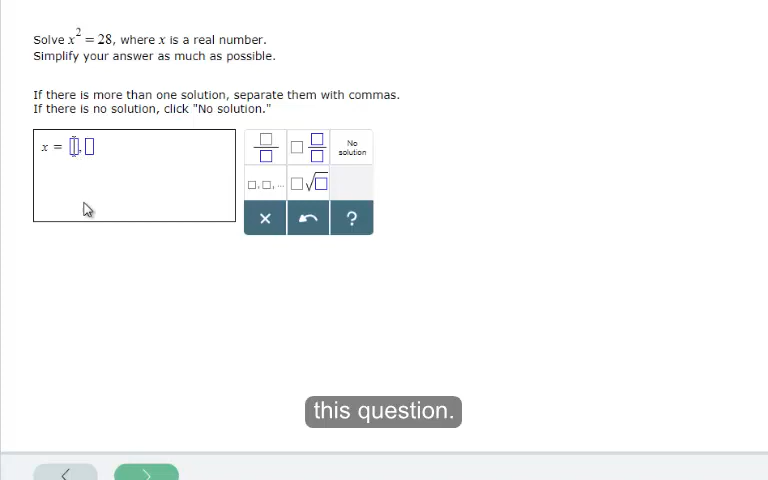 Solve x² = 28, where x is a real number.
Simplify your answer as much as possible.
If there is more than one solution, separate them with commas.
If there is no solution, click "No solution."
x = ▯,▯
No
solution
▯,▯,...
▯√▯
?
this question.